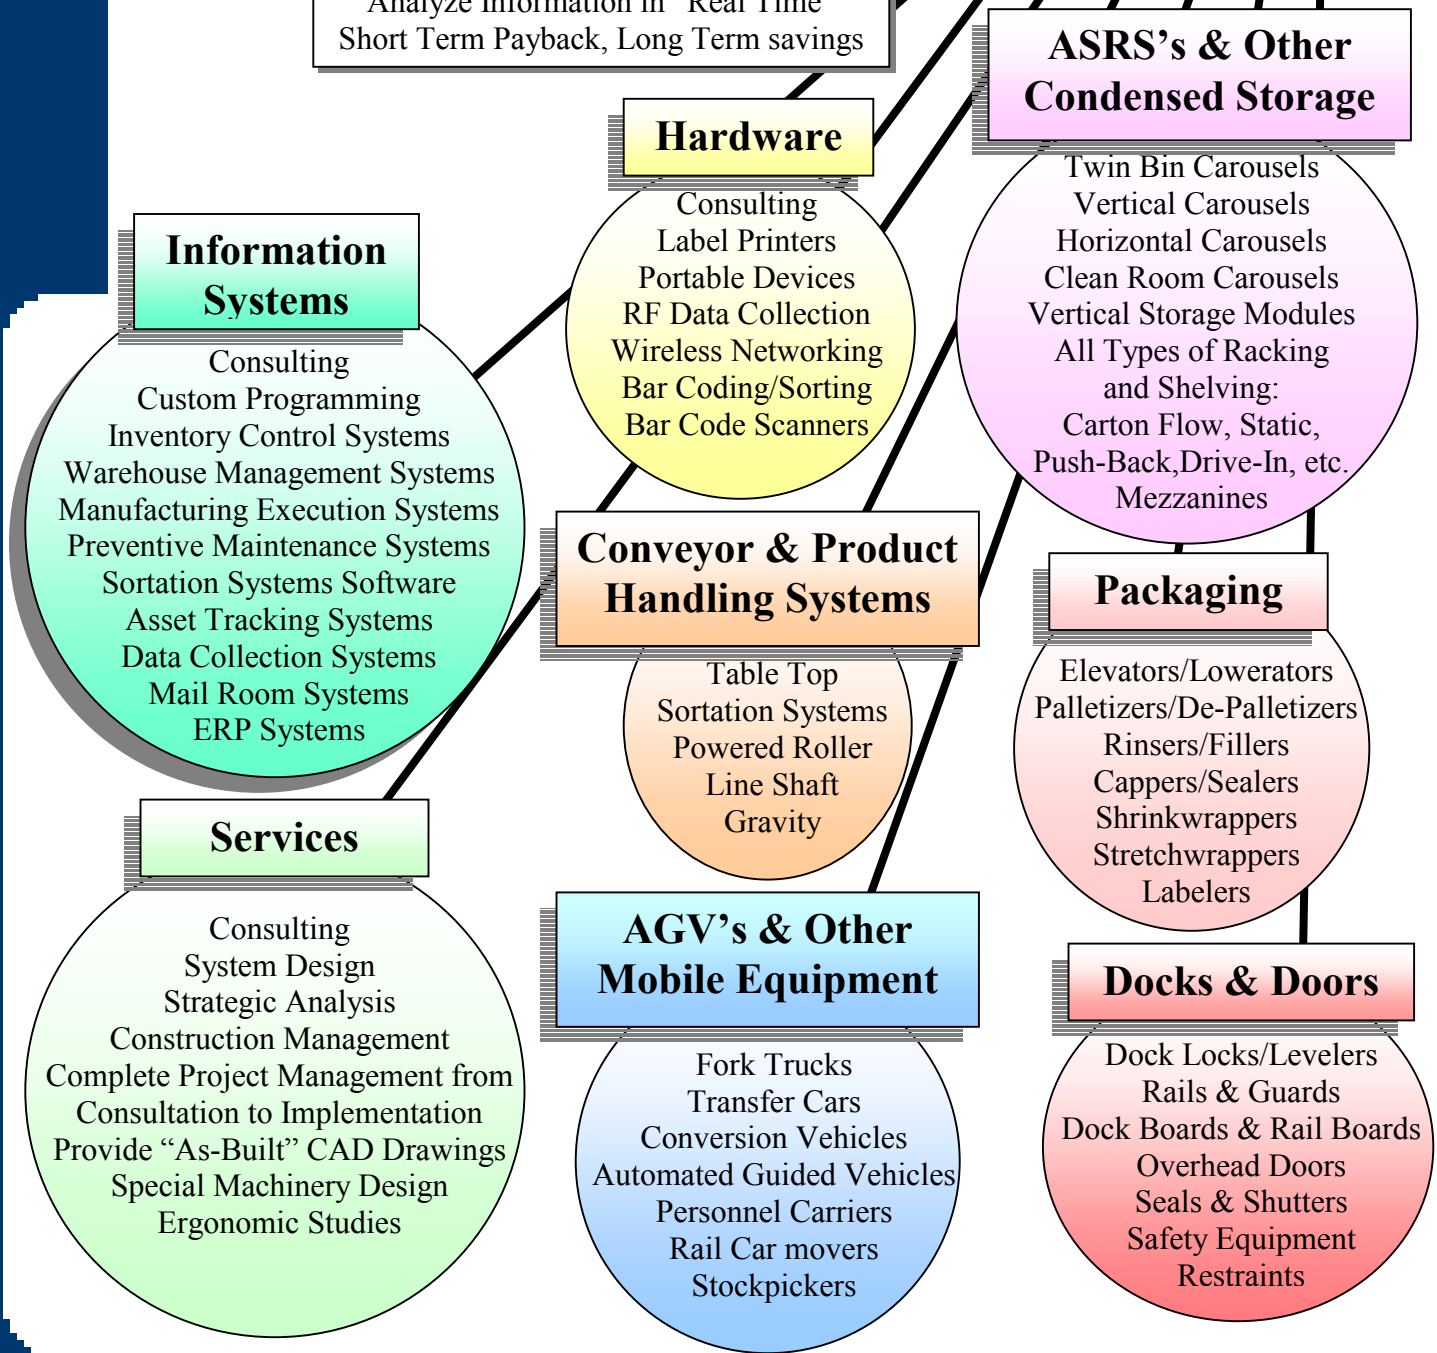 Analyze Information in “Real Time”
Short Term Payback, Long Term savings
ASRS’s & Other
Condensed Storage
Twin Bin Carousels
Vertical Carousels
Horizontal Carousels
Clean Room Carousels
Vertical Storage Modules
All Types of Racking
and Shelving:
Carton Flow, Static,
Push-Back,Drive-In, etc.
Mezzanines
Hardware
Consulting
Label Printers
Portable Devices
RF Data Collection
Wireless Networking
Bar Coding/Sorting
Bar Code Scanners
Information
Systems
Consulting
Custom Programming
Inventory Control Systems
Warehouse Management Systems
Manufacturing Execution Systems
Preventive Maintenance Systems
Sortation Systems Software
Asset Tracking Systems
Data Collection Systems
Mail Room Systems
ERP Systems
Conveyor & Product
Handling Systems
Table Top
Sortation Systems
Powered Roller
Line Shaft
Gravity
Packaging
Elevators/Lowerators
Palletizers/De-Palletizers
Rinsers/Fillers
Cappers/Sealers
Shrinkwrappers
Stretchwrappers
Labelers
Services
Consulting
System Design
Strategic Analysis
Construction Management
Complete Project Management from
Consultation to Implementation
Provide “As-Built” CAD Drawings
Special Machinery Design
Ergonomic Studies
AGV’s & Other
Mobile Equipment
Fork Trucks
Transfer Cars
Conversion Vehicles
Automated Guided Vehicles
Personnel Carriers
Rail Car movers
Stockpickers
Docks & Doors
Dock Locks/Levelers
Rails & Guards
Dock Boards & Rail Boards
Overhead Doors
Seals & Shutters
Safety Equipment
Restraints